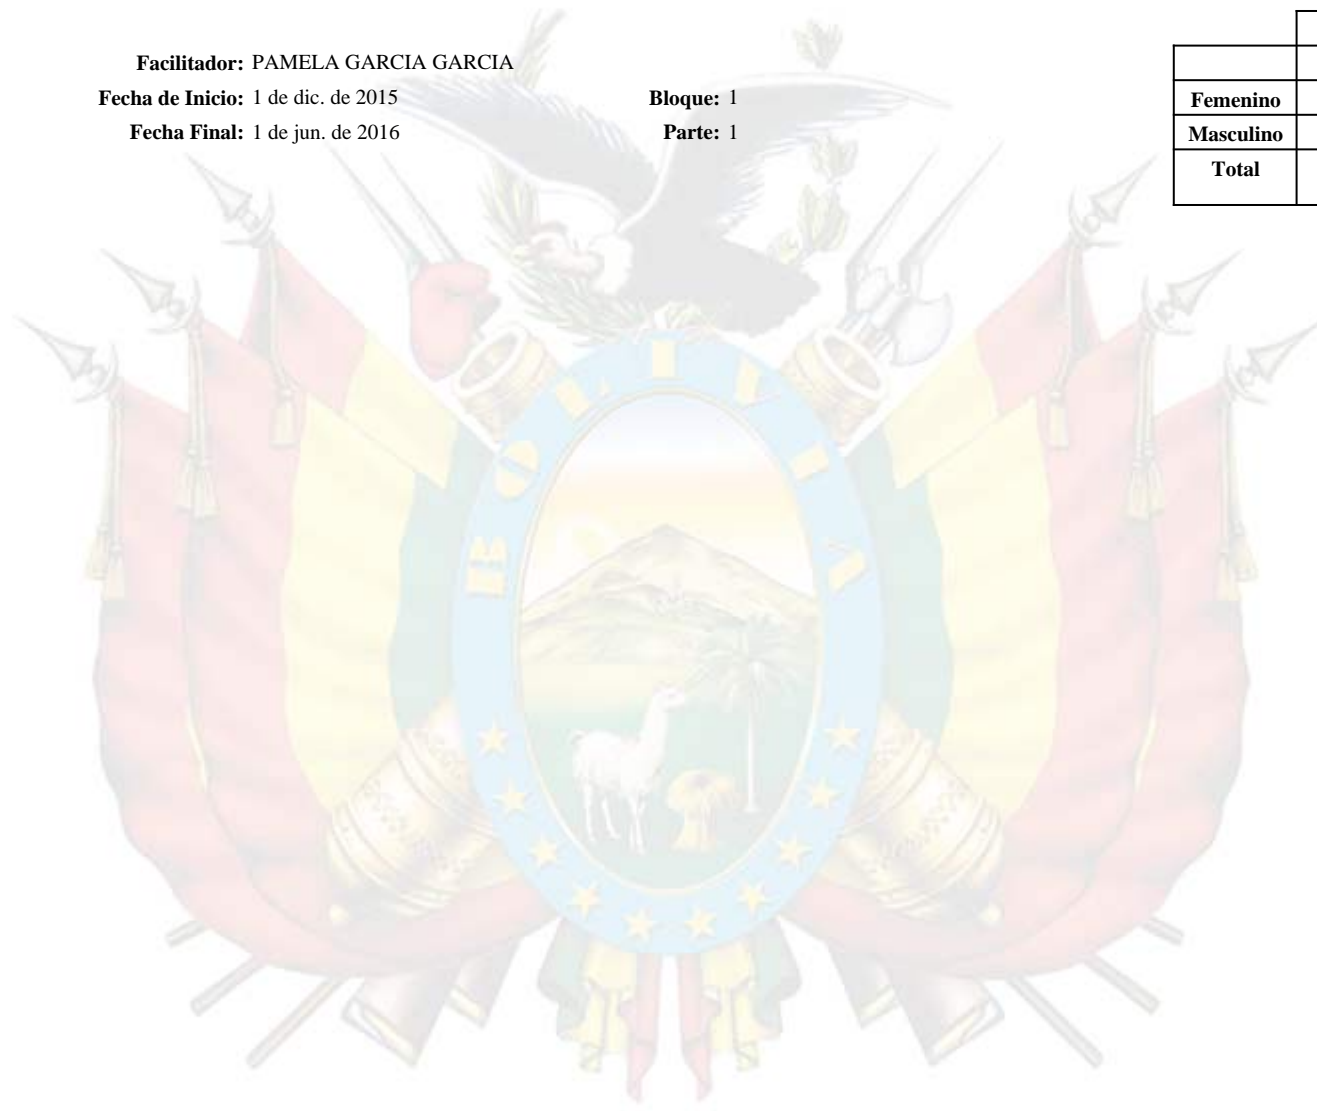 Facilitador: PAMELA GARCIA GARCIA
Fecha de Inicio: 1 de dic. de 2015 Bloque: 1
Fecha Final: 1 de jun. de 2016 Parte: 1
Femenino
Masculino
Total
BOLIVIA